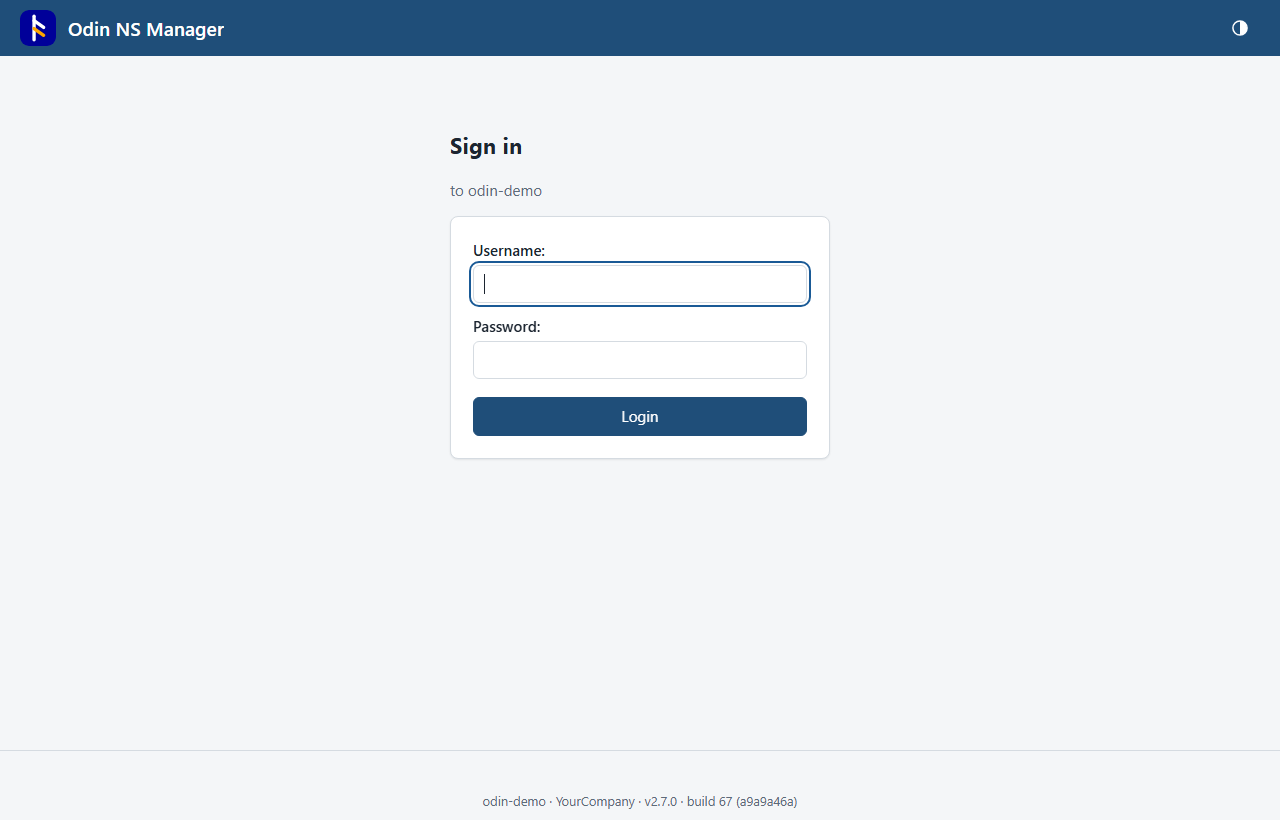 Odin NS Manager
Sign in
to odin-demo
Username:
Password:
Login
odin-demo · YourCompany · v2.7.0 · build 67 (a9a9a46a)